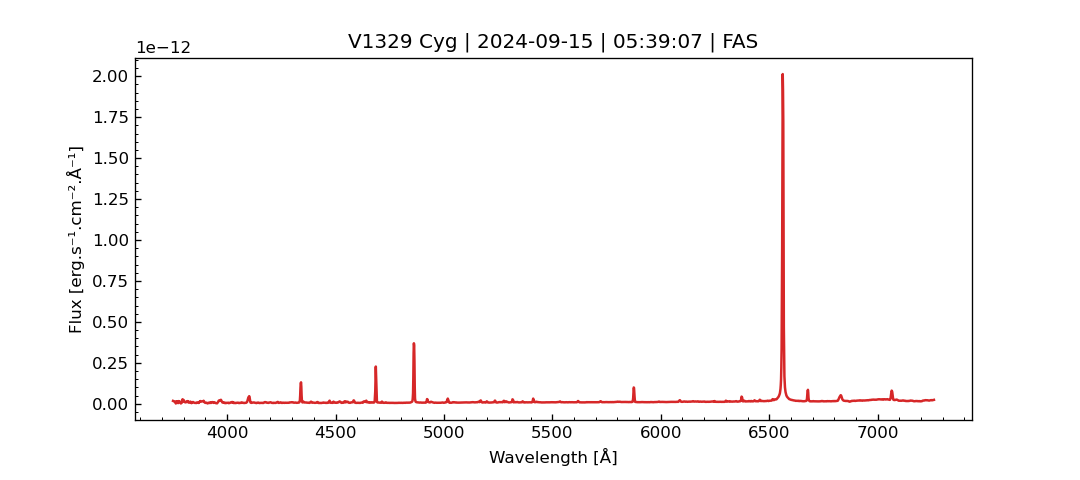 V1329 Cyg | 2024-09-15 | 05:39:07 | FAS
1e−12
2.00
1.75
1.50
1.25
1.00
0.75
0.50
0.25
0.00
Flux [erg.s⁻¹.cm⁻².Å⁻¹]
4000 4500 5000 5500 6000 6500 7000
Wavelength [Å]